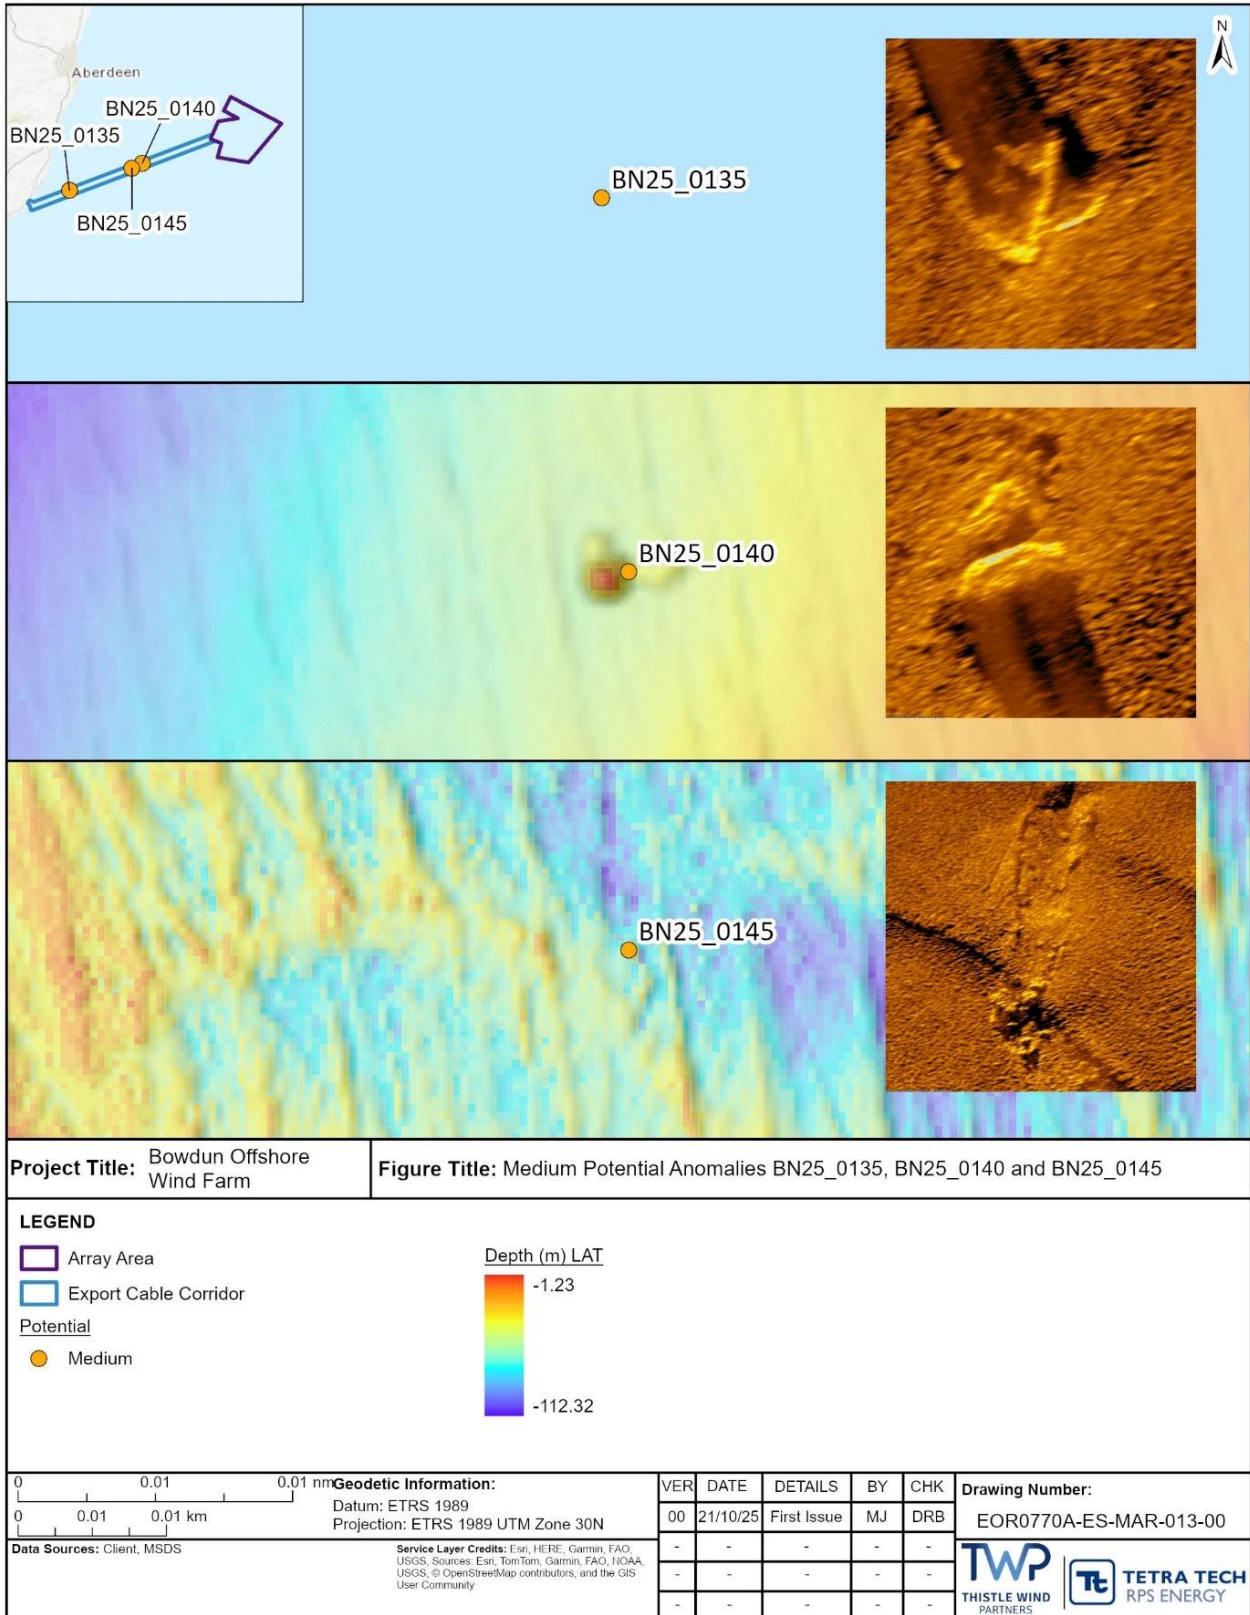 N
Aberdeen
BN25_0140
BN25_0135
BN25_0145
BN25_0135
BN25_0140
BN25_0145
Project Title: Bowdun Offshore
Wind Farm
Figure Title: Medium Potential Anomalies BN25_0135, BN25_0140 and BN25_0145
LEGEND
Array Area
Export Cable Corridor
Potential
Medium
Depth (m) LAT
-1.23
-112.32
0 0.01 0.01 nm
0 0.01 0.01 km
Geodetic Information:
Datum: ETRS 1989
Projection: ETRS 1989 UTM Zone 30N
Data Sources: Client, MSDS
Service Layer Credits: Esri, HERE, Garmin, FAO,
USGS, Sources: Esri, TomTom, Garmin, FAO, NOAA,
USGS, © OpenStreetMap contributors, and the GIS
User Community
VER DATE DETAILS BY CHK
00 21/10/25 First Issue MJ DRB
- - - - -
- - - - -
- - - - -
Drawing Number:
EOR0770A-ES-MAR-013-00
TWP
THISTLE WIND
PARTNERS
Tt
TETRA TECH
RPS ENERGY